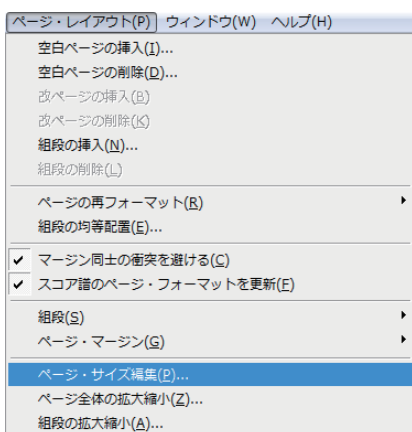 ページ・レイアウト(P) ウィンドウ(W) ヘルプ(H)
空白ページの挿入(I)...
空白ページの削除(D)...
改ページの挿入(B)
改ページの削除(K)
組段の挿入(N)...
組段の削除(L)
ページの再フォーマット(R)
組段の均等配置(E)...
マージン同士の衝突を避ける(C)
スコア譜のページ・フォーマットを更新(F)
組段(S)
ページ・マージン(G)
ページ・サイズ編集(P)...
ページ全体の拡大縮小(Z)...
組段の拡大縮小(A)...